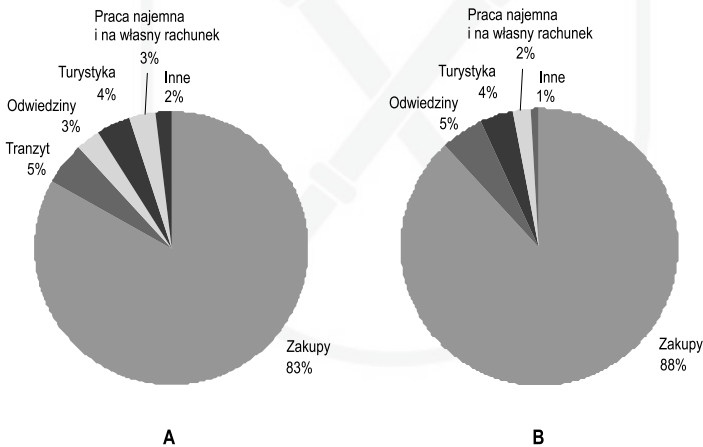 Praca najemna
i na własny rachunek
3%
Turystyka
4%
Inne
2%
Odwiedziny
3%
Tranzyt
5%
Zakupy
83%
A
Praca najemna
i na własny rachunek
2%
Turystyka
4%
Inne
1%
Odwiedziny
5%
Zakupy
88%
B